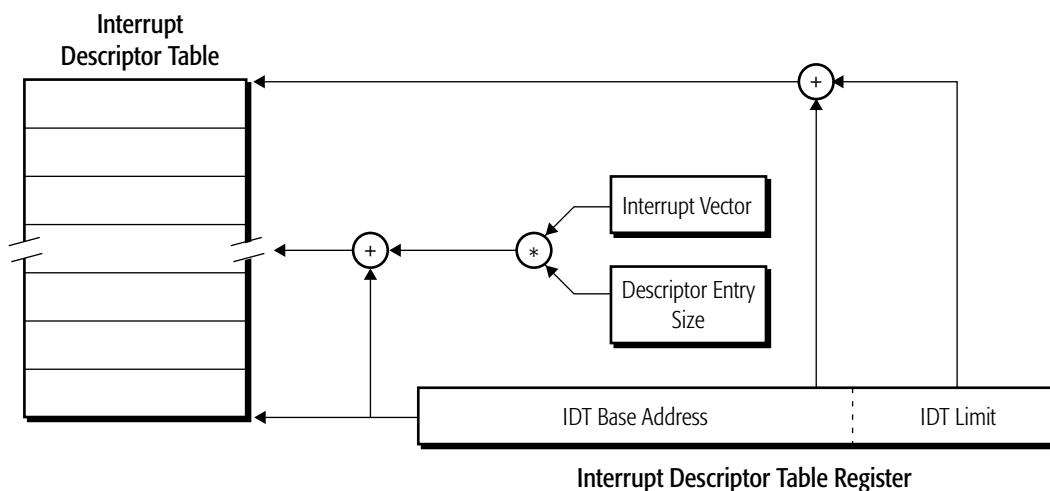 Interrupt
Descriptor Table
+
Interrupt Vector
+
*
Descriptor Entry
Size
IDT Base Address
IDT Limit
Interrupt Descriptor Table Register